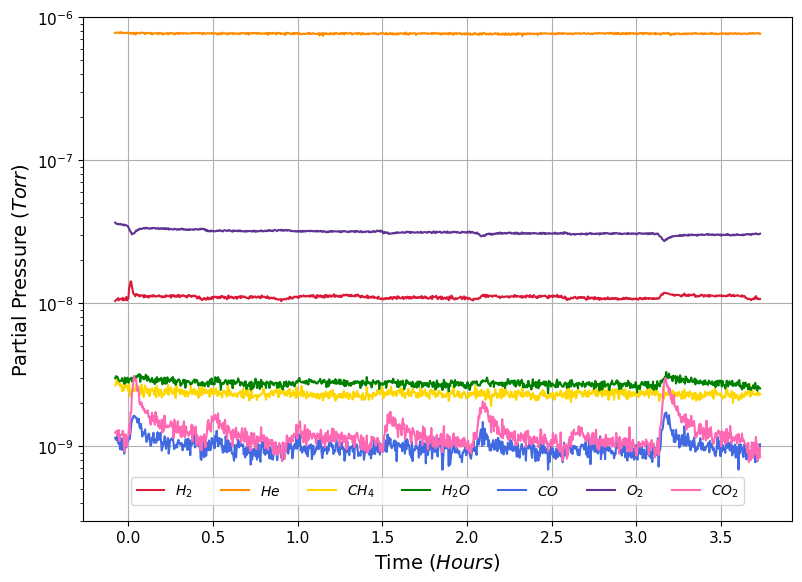 Partial Pressure (Torr)
10⁻⁶
10⁻⁷
10⁻⁸
10⁻⁹
H₂ He CH₄ H₂O CO O₂ CO₂
0.0 0.5 1.0 1.5 2.0 2.5 3.0 3.5
Time (Hours)